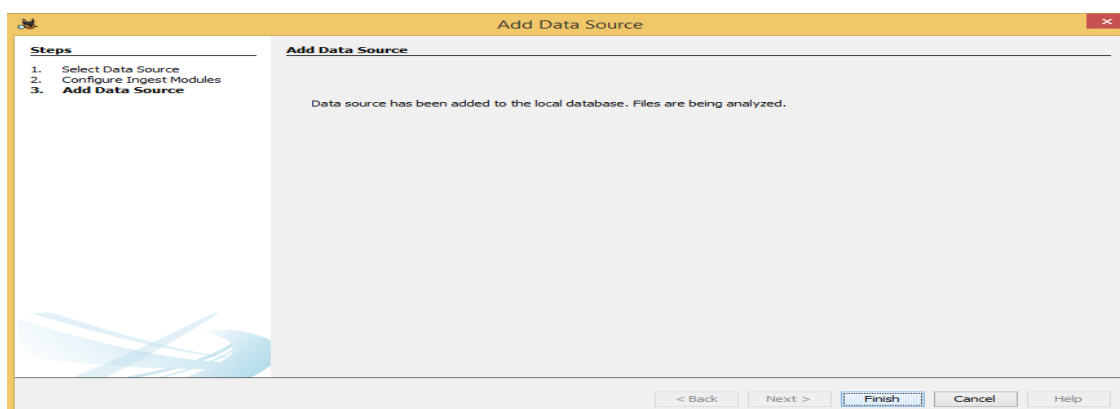 Add Data Source
Steps
1. Select Data Source
2. Configure Ingest Modules
3. Add Data Source
Add Data Source
Data source has been added to the local database. Files are being analyzed.
< Back Next > Finish Cancel Help